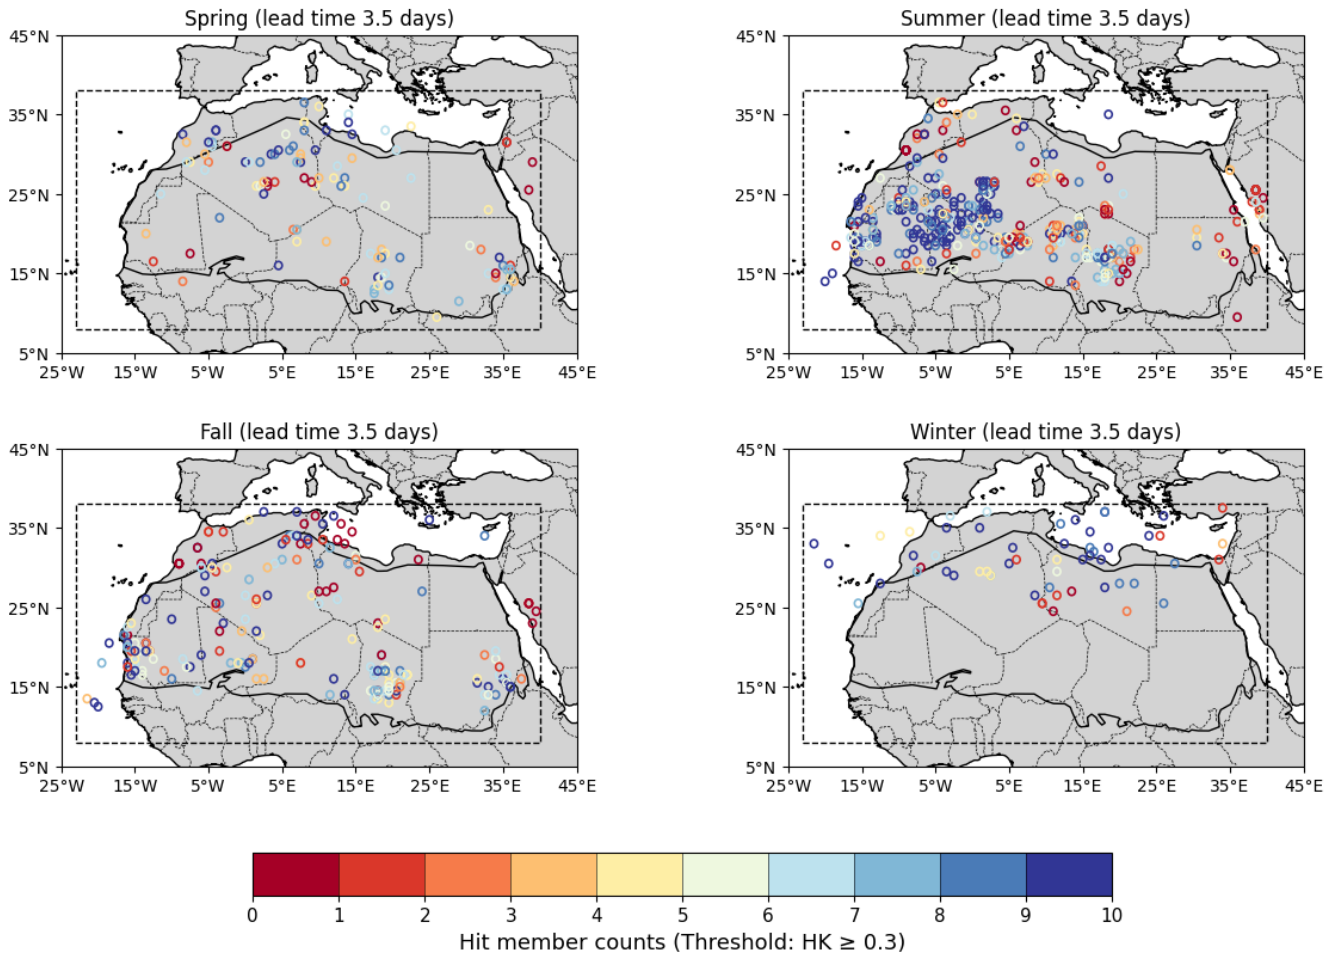 Spring (lead time 3.5 days)
Summer (lead time 3.5 days)
45°N
35°N
25°N
15°N
5°N
25°W 15°W 5°W 5°E 15°E 25°E 35°E 45°E
45°N
35°N
25°N
15°N
5°N
25°W 15°W 5°W 5°E 15°E 25°E 35°E 45°E
Fall (lead time 3.5 days)
Winter (lead time 3.5 days)
45°N
35°N
25°N
15°N
5°N
25°W 15°W 5°W 5°E 15°E 25°E 35°E 45°E
45°N
35°N
25°N
15°N
5°N
25°W 15°W 5°W 5°E 15°E 25°E 35°E 45°E
0 1 2 3 4 5 6 7 8 9 10
Hit member counts (Threshold: HK ≥ 0.3)